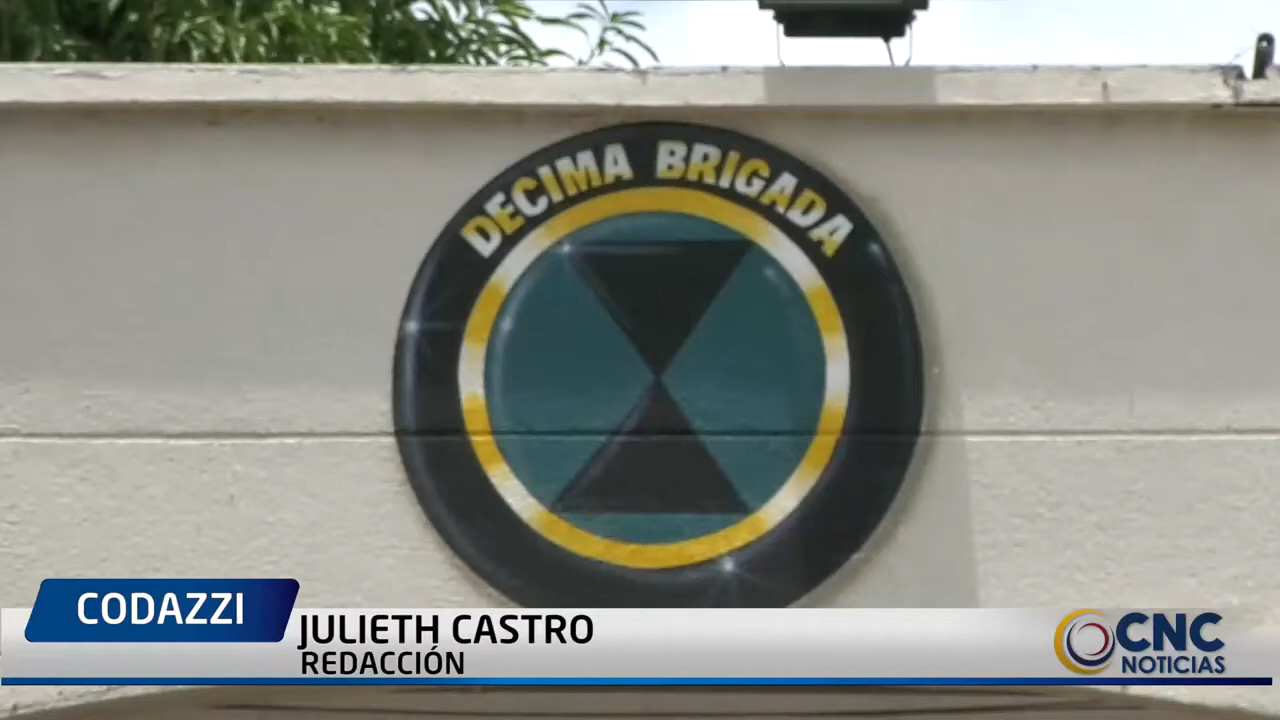 DECIMA BRIGADA
CODAZZI
JULIETH CASTRO
REDACCIÓN
CNC
NOTICIAS